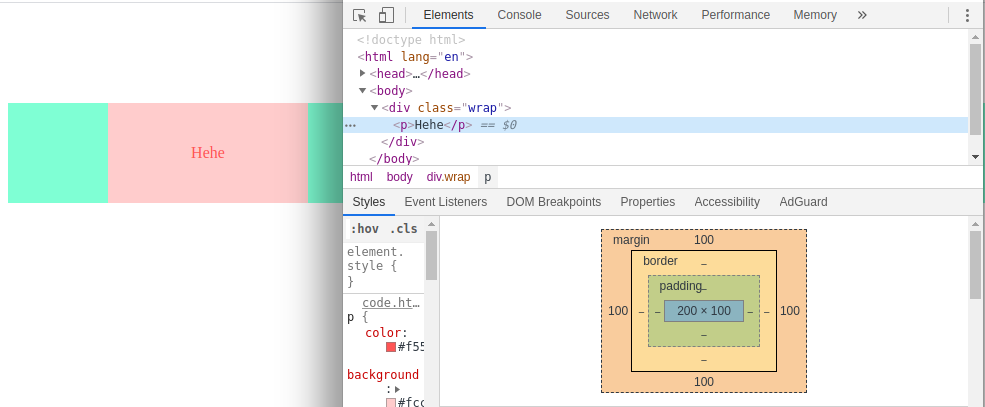 Hehe
Elements Console Sources Network Performance Memory »
<!doctype html>
<html lang="en">
<head>…</head>
<body>
<div class="wrap">
… <p>Hehe</p> == $0
</div>
</body>
html body div.wrap p
Styles Event Listeners DOM Breakpoints Properties Accessibility AdGuard
:hov .cls
element.
style {
}
code.ht…
p {
color:
#f55
background
:
#fcc
margin 100
border –
padding –
100 – – 200 × 100 – – 100
–
–
100